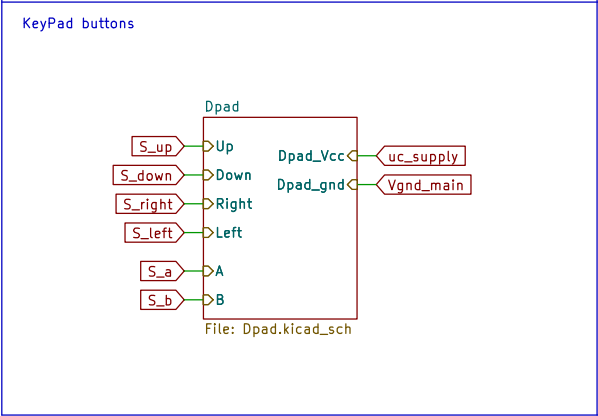 KeyPad buttons
Dpad
S_up
Up
Dpad_Vcc
uc_supply
S_down
Down
Dpad_gnd
Vgnd_main
S_right
Right
S_left
Left
S_a
A
S_b
B
File: Dpad.kicad_sch